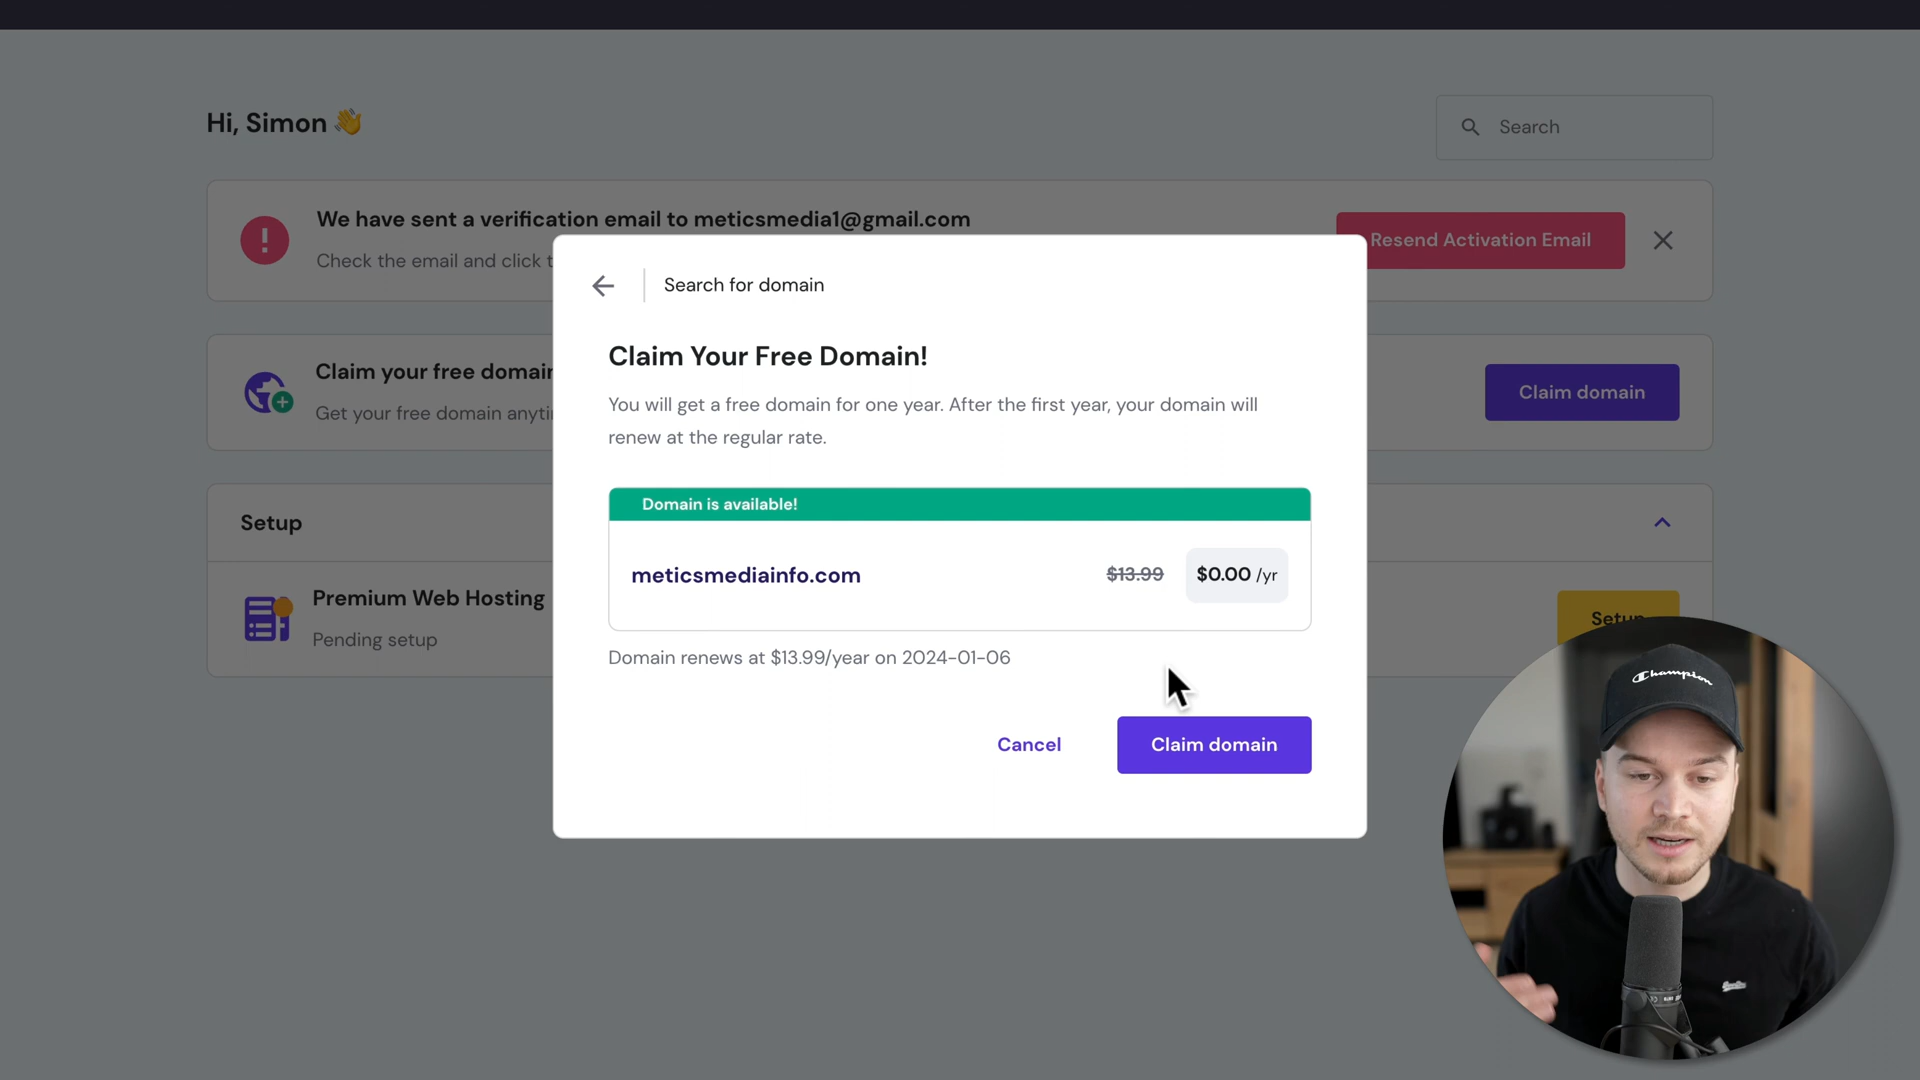 Hi, Simon 👋
Search
We have sent a verification email to meticsmedia1@gmail.com
Check the email and click t
Resend Activation Email
Search for domain
Claim Your Free Domain!
You will get a free domain for one year. After the first year, your domain will
renew at the regular rate.
Claim your free domain
Get your free domain anyti
Claim domain
Domain is available!
meticsmediainfo.com
$13.99
$0.00 /yr
Domain renews at $13.99/year on 2024-01-06
Cancel
Claim domain
Setup
Premium Web Hosting
Pending setup
Setup
Champion